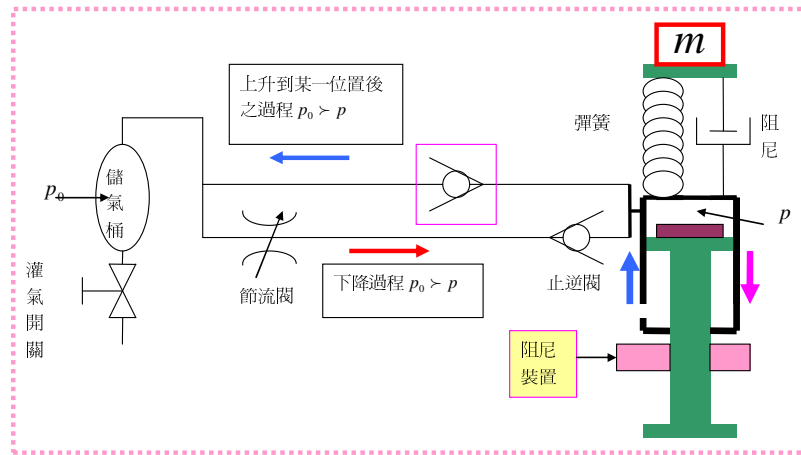 m
上升到某一位置後
之過程 p₀ ≻ p
彈簧
阻
尼
儲
氣
桶
p₀
p
灌
氣
開
關
節流閥
下降過程 p₀ ≻ p
止逆閥
阻尼
裝置